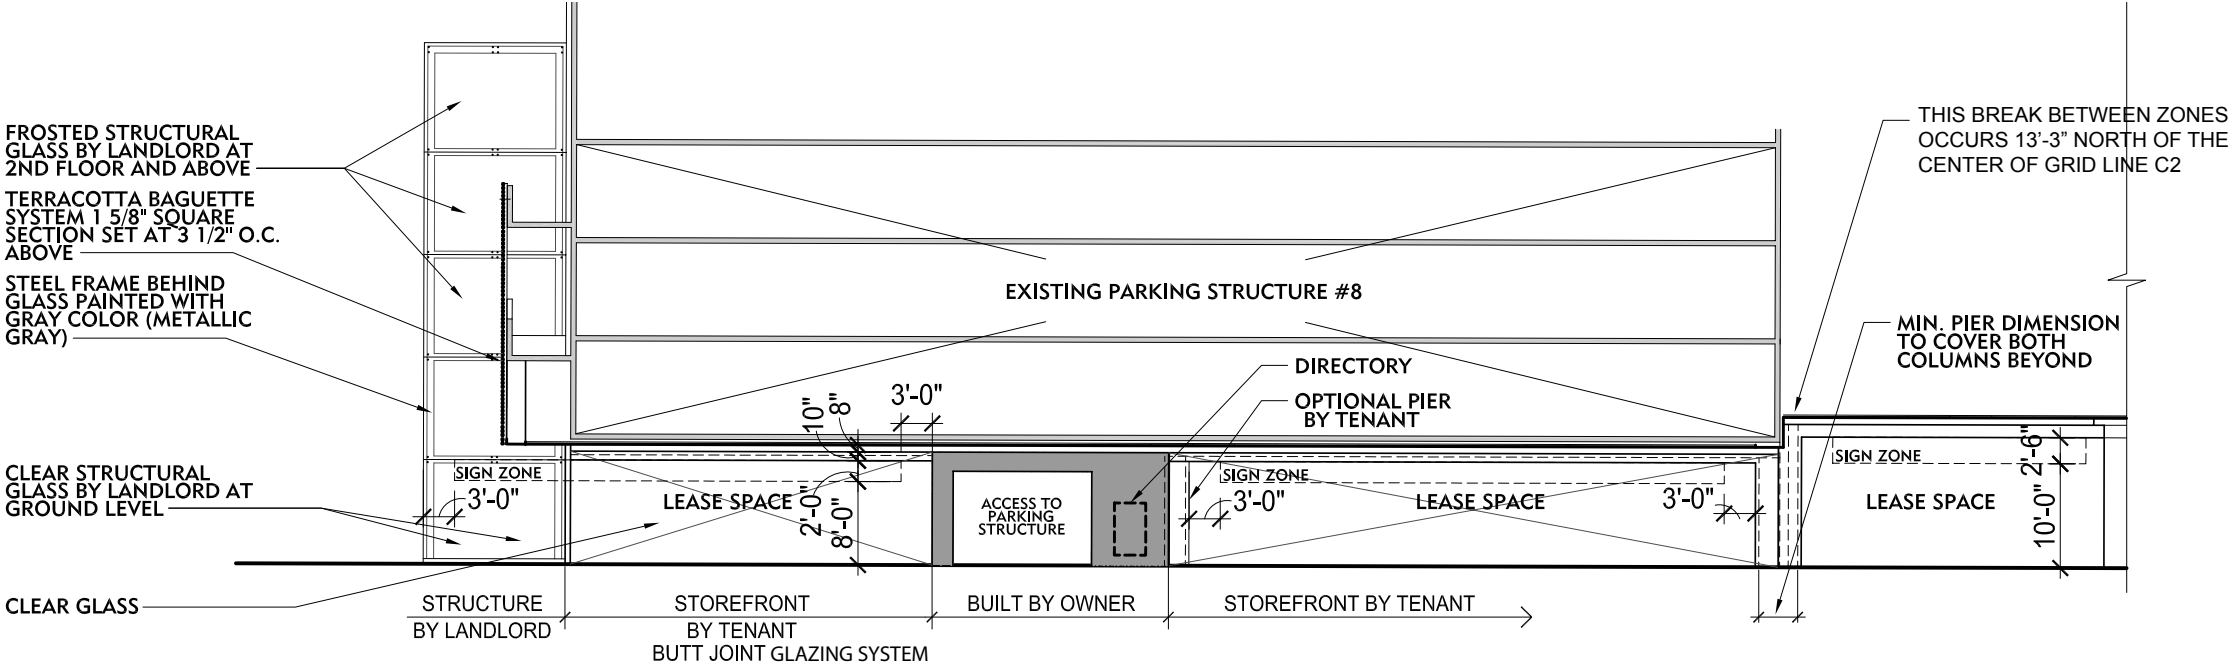 FROSTED STRUCTURAL
GLASS BY LANDLORD AT
2ND FLOOR AND ABOVE
TERRACOTTA BAGUETTE
SYSTEM 1 5/8" SQUARE
SECTION SET AT 3 1/2" O.C.
ABOVE
STEEL FRAME BEHIND
GLASS PAINTED WITH
GRAY COLOR (METALLIC
GRAY)
CLEAR STRUCTURAL
GLASS BY LANDLORD AT
GROUND LEVEL
CLEAR GLASS
EXISTING PARKING STRUCTURE #8
DIRECTORY
OPTIONAL PIER
BY TENANT
3'-0"
10"
8"
SIGN ZONE
3'-0"
LEASE SPACE
2'-0"
8'-0"
ACCESS TO
PARKING
STRUCTURE
SIGN ZONE
3'-0"
LEASE SPACE
3'-0"
THIS BREAK BETWEEN ZONES
OCCURS 13'-3” NORTH OF THE
CENTER OF GRID LINE C2
MIN. PIER DIMENSION
TO COVER BOTH
COLUMNS BEYOND
SIGN ZONE
2'-6"
LEASE SPACE
10'-0"
STRUCTURE
BY LANDLORD
STOREFRONT
BY TENANT
BUTT JOINT GLAZING SYSTEM
BUILT BY OWNER
STOREFRONT BY TENANT